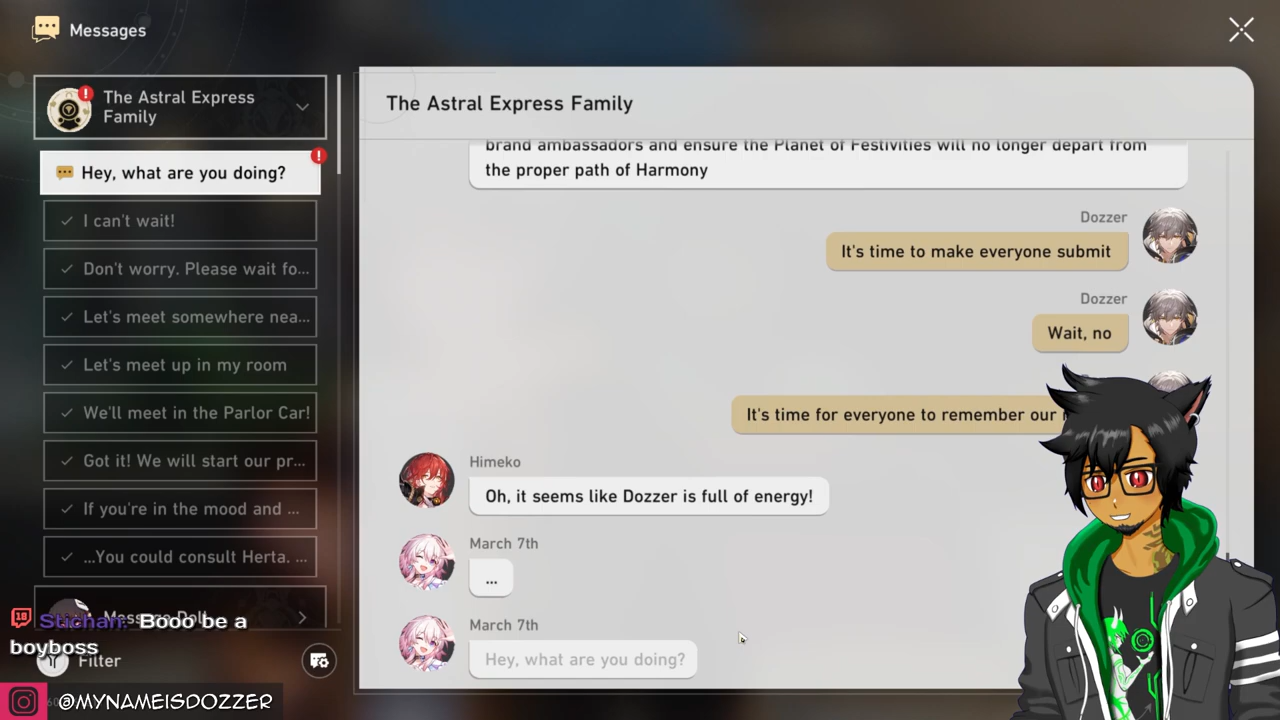 Messages
The Astral Express
Family
Hey, what are you doing?
I can't wait!
Don't worry. Please wait fo...
Let's meet somewhere nea...
Let's meet up in my room
We'll meet in the Parlor Car!
Got it! We will start our pr...
If you're in the mood and ...
...You could consult Herta. ...
Stichan: Booo be a
boyboss
Filter
@MYNAMEISDOZZER
The Astral Express Family
brand ambassadors and ensure the Planet of Festivities will no longer depart from
the proper path of Harmony
Dozzer
It's time to make everyone submit
Dozzer
Wait, no
It's time for everyone to remember our
Himeko
Oh, it seems like Dozzer is full of energy!
March 7th
...
March 7th
Hey, what are you doing?